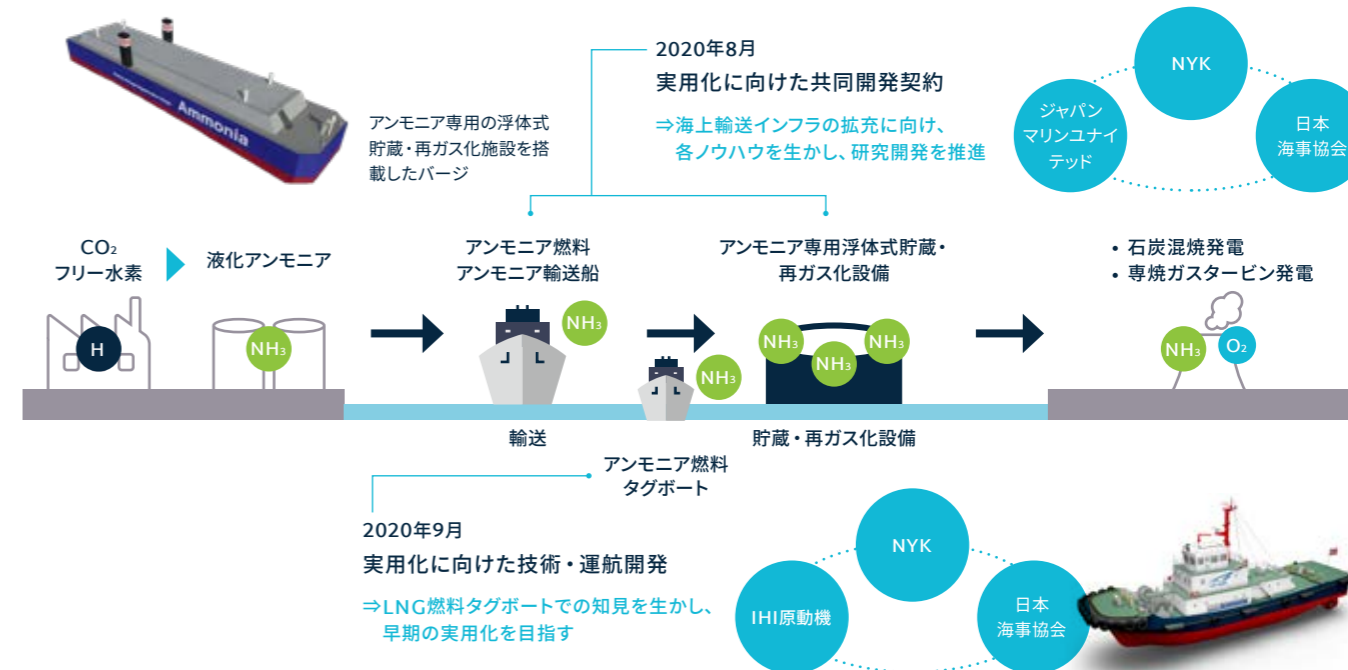 2020年8月
実用化に向けた共同開発契約
⇒海上輸送インフラの拡充に向け、
各ノウハウを生かし、研究開発を推進
NYK
ジャパン
マリンユナイ
テッド
日本
海事協会
Ammonia
アンモニア専用の浮体式
貯蔵・再ガス化施設を搭
載したバージ
CO₂
フリー水素
液化アンモニア
アンモニア燃料
アンモニア輸送船
アンモニア専用浮体式貯蔵・
再ガス化設備
• 石炭混焼発電
• 専焼ガスタービン発電
H
NH₃
NH₃
NH₃
NH₃
NH₃
NH₃
NH₃
O₂
輸送
貯蔵・再ガス化設備
アンモニア燃料
タグボート
2020年9月
実用化に向けた技術・運航開発
⇒LNG燃料タグボートでの知見を生かし、
早期の実用化を目指す
NYK
IHI原動機
日本
海事協会